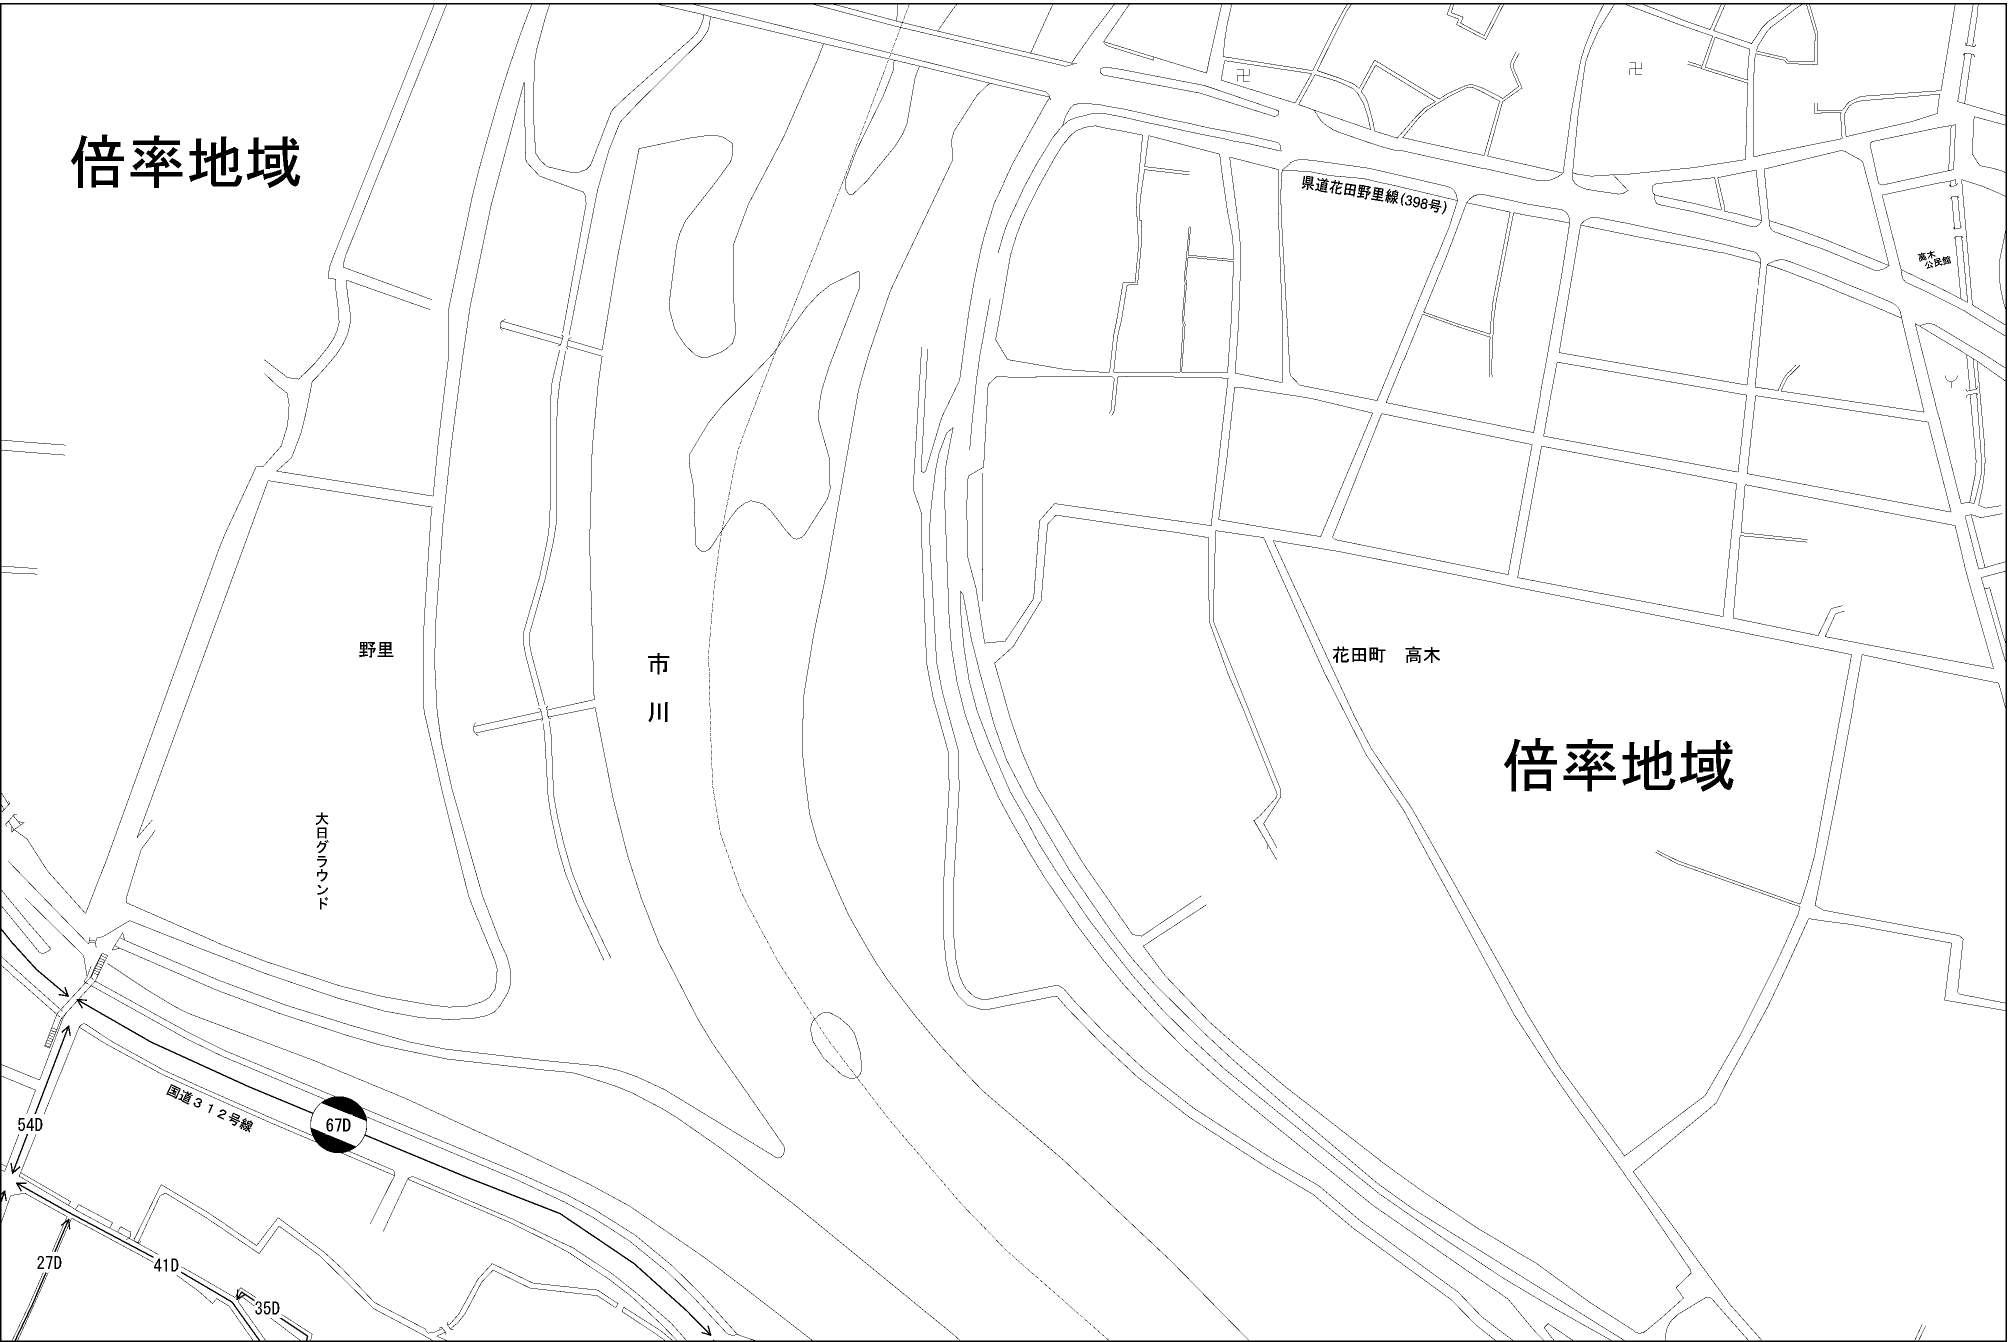 倍率地域
県道花田野里線(398号)
高木
公民館
野里
市川
花田町　高木
倍率地域
大日グラウンド
国道３１２号線
67D
54D
27D
41D
35D